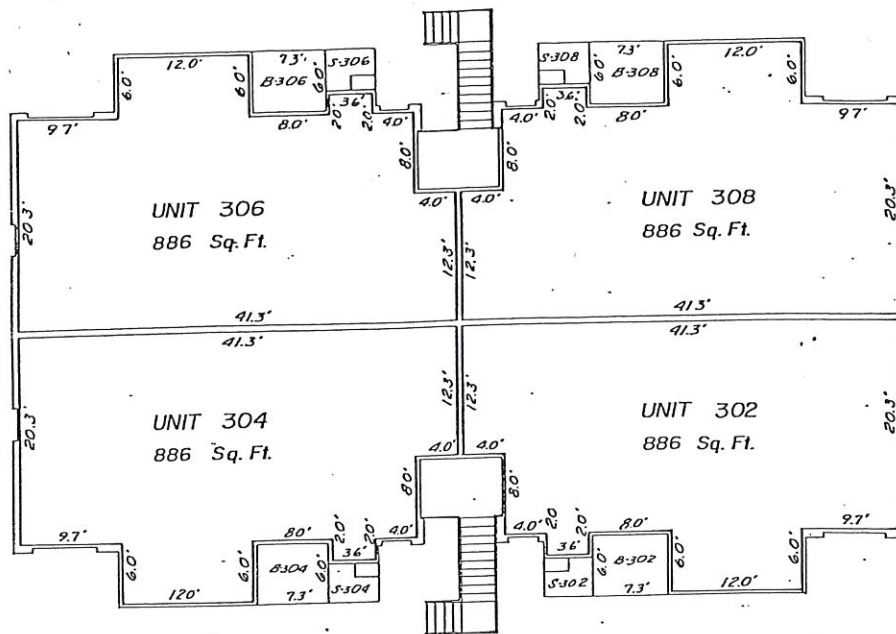 12.0' 7.3' S-306 S-308 7.3' 12.0'
6.0' 6.0' B-306 6.0' 6.0' B-308 6.0' 6.0'
9.7' 8.0' 2.0' 3.6' 2.0' 4.0' 4.0' 2.0' 3.6' 2.0' 8.0' 9.7'
8.0' 8.0'
4.0' 4.0'
UNIT 306
886 Sq. Ft.
20.3'
12.3' 12.3'
UNIT 308
886 Sq. Ft.
20.3'
41.3' 41.3'
41.3' 41.3'
UNIT 304
886 Sq. Ft.
20.3'
12.3' 12.3'
UNIT 302
886 Sq. Ft.
20.3'
4.0' 4.0'
8.0' 8.0'
9.7' 8.0' 2.0' 3.6' 2.0' 4.0' 4.0' 2.0 3.6' 2.0' 8.0' 9.7'
6.0' 6.0' B-304 6.0' 6.0' B-302 6.0' 6.0'
12.0' 7.3' S-304 S-302 7.3' 12.0'